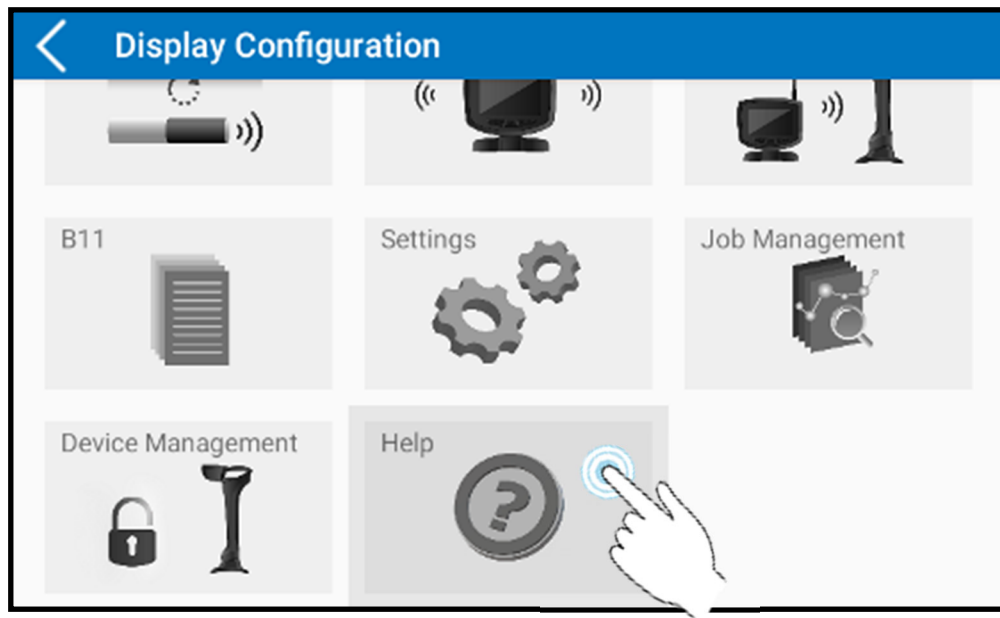 Display Configuration
B11
Settings
Job Management
Device Management
Help
?